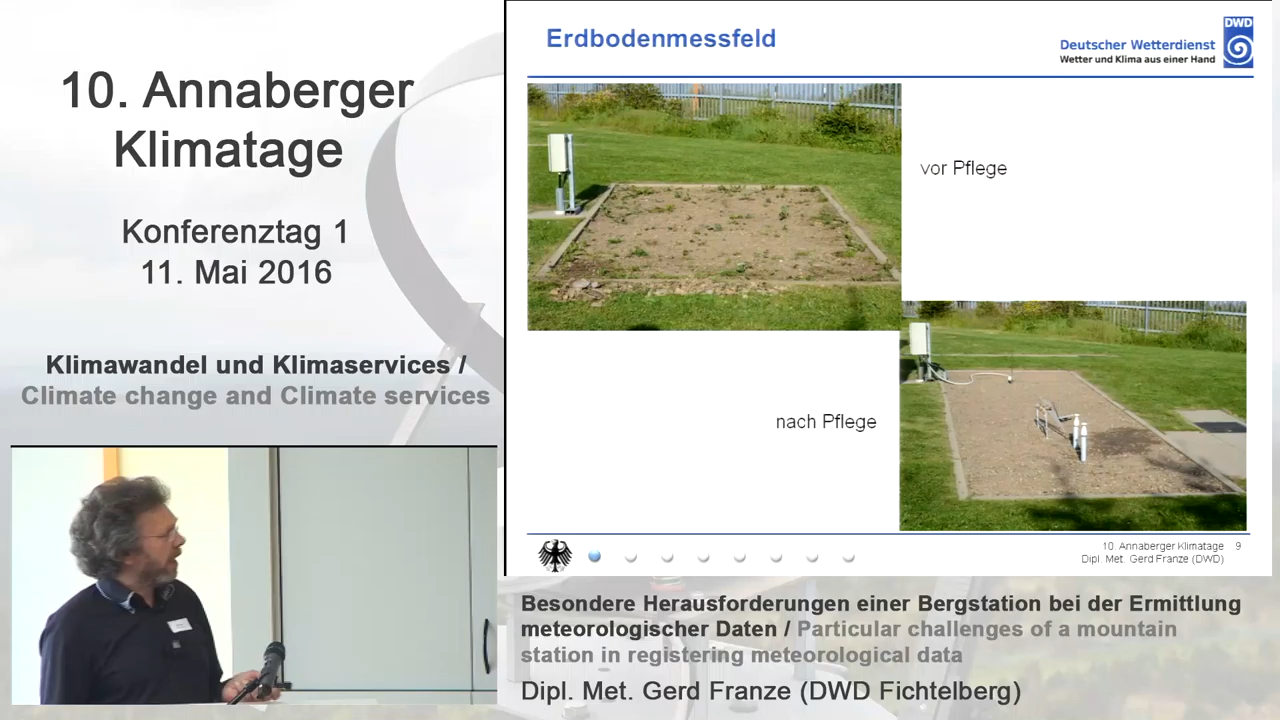 10. Annaberger
Klimatage
Konferenztag 1
11. Mai 2016
Klimawandel und Klimaservices /
Climate change and Climate services
Erdbodenmessfeld
DWD
Deutscher Wetterdienst
Wetter und Klima aus einer Hand
vor Pflege
nach Pflege
10. Annaberger Klimatage 9
Dipl. Met. Gerd Franze (DWD)
Besondere Herausforderungen einer Bergstation bei der Ermittlung
meteorologischer Daten / Particular challenges of a mountain
station in registering meteorological data
Dipl. Met. Gerd Franze (DWD Fichtelberg)